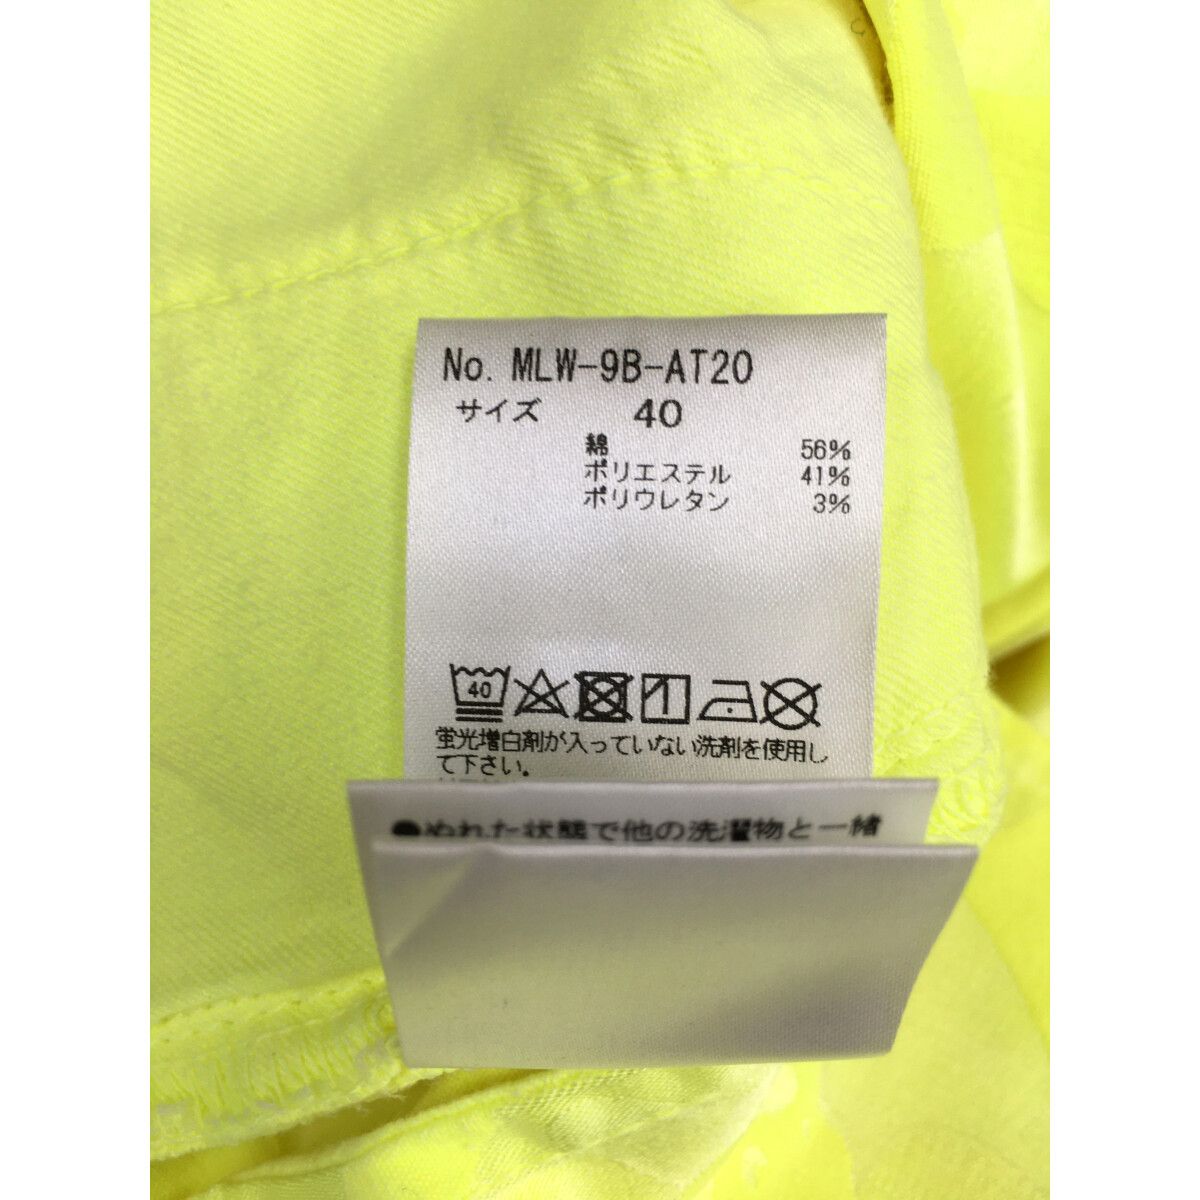 No. MLW-9B-AT20
サイズ 40
綿 56%
ポリエステル 41%
ポリウレタン 3%
40
蛍光増白剤が入っていない洗剤を使用し
て下さい。
●ぬれた状態で他の洗濯物と一緒